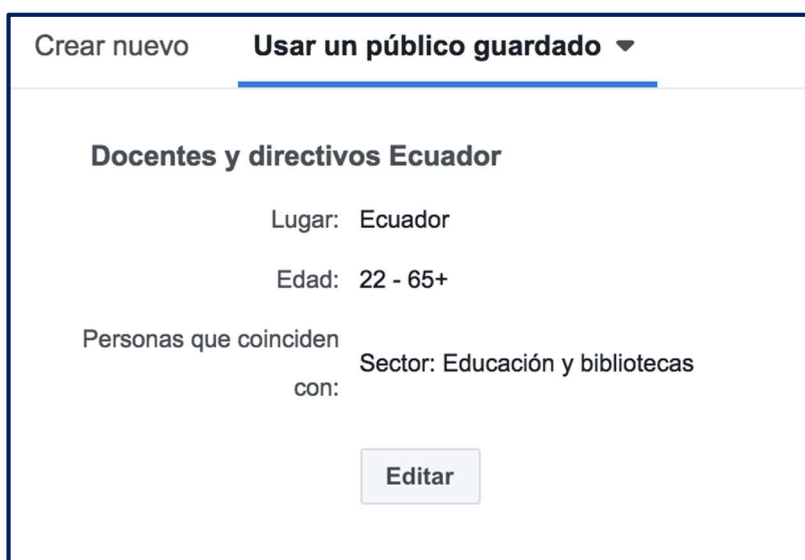 Crear nuevo Usar un público guardado
Docentes y directivos Ecuador
Lugar: Ecuador
Edad: 22 - 65+
Personas que coinciden
con:
Sector: Educación y bibliotecas
Editar